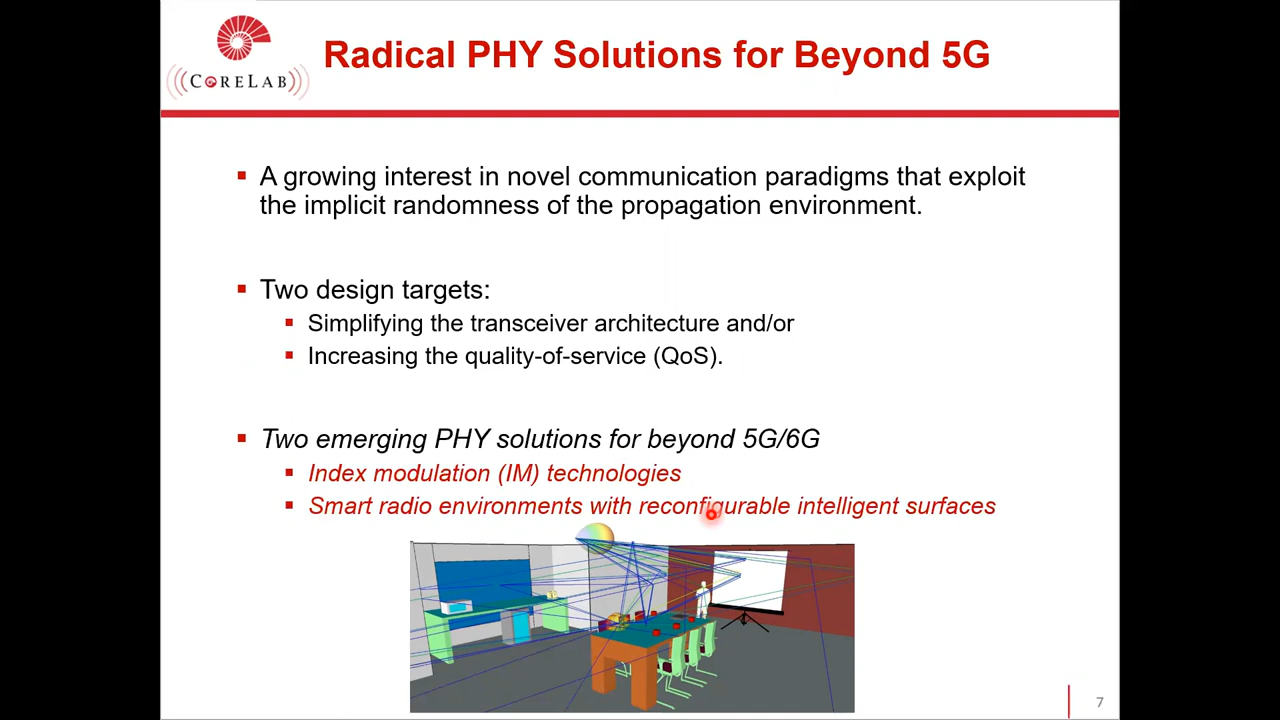 Radical PHY Solutions for Beyond 5G
CORELAB
A growing interest in novel communication paradigms that exploit
the implicit randomness of the propagation environment.
Two design targets:
Simplifying the transceiver architecture and/or
Increasing the quality-of-service (QoS).
Two emerging PHY solutions for beyond 5G/6G
Index modulation (IM) technologies
Smart radio environments with reconfigurable intelligent surfaces
7